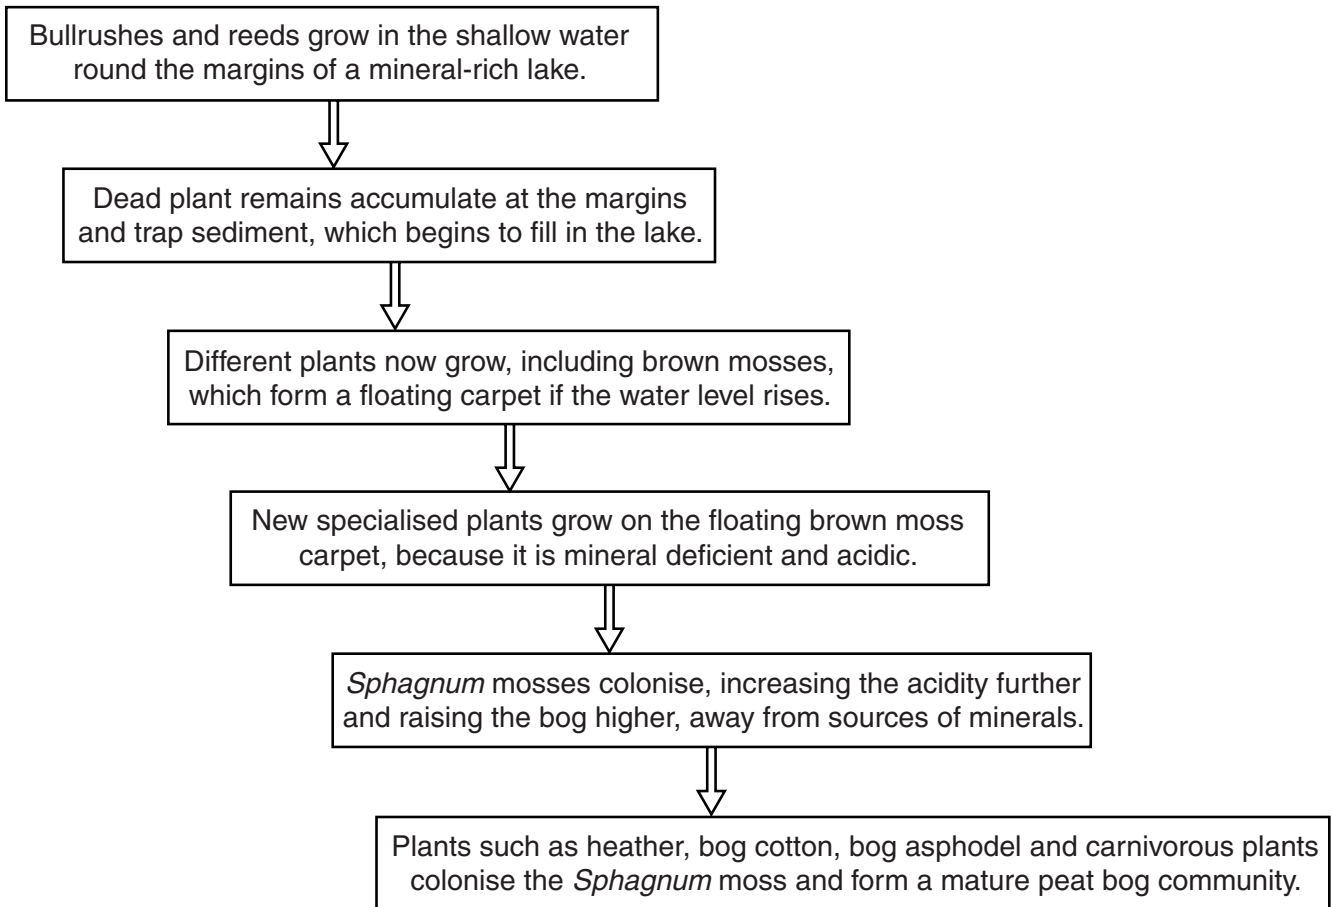 Bullrushes and reeds grow in the shallow water
round the margins of a mineral-rich lake.
Dead plant remains accumulate at the margins
and trap sediment, which begins to fill in the lake.
Different plants now grow, including brown mosses,
which form a floating carpet if the water level rises.
New specialised plants grow on the floating brown moss
carpet, because it is mineral deficient and acidic.
Sphagnum mosses colonise, increasing the acidity further
and raising the bog higher, away from sources of minerals.
Plants such as heather, bog cotton, bog asphodel and carnivorous plants
colonise the Sphagnum moss and form a mature peat bog community.